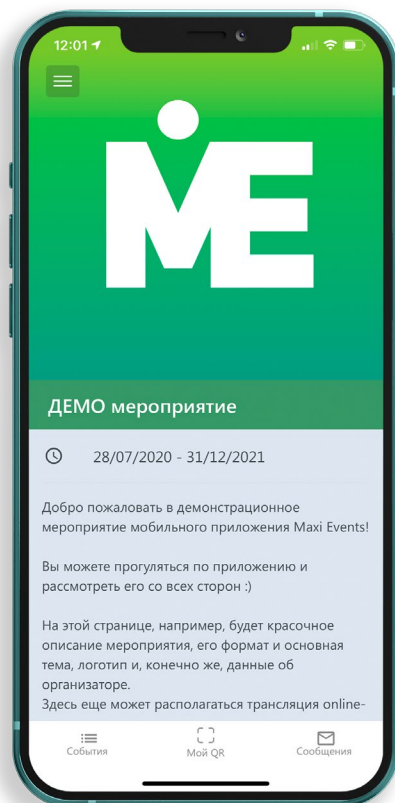 12:01
ME
ДЕМО мероприятие
28/07/2020 - 31/12/2021
Добро пожаловать в демонстрационное
мероприятие мобильного приложения Maxi Events!
Вы можете прогуляться по приложению и
рассмотреть его со всех сторон :)
На этой странице, например, будет красочное
описание мероприятия, его формат и основная
тема, логотип и, конечно же, данные об
организаторе.
Здесь еще может располагаться трансляция online-
События
Мой QR
Сообщения